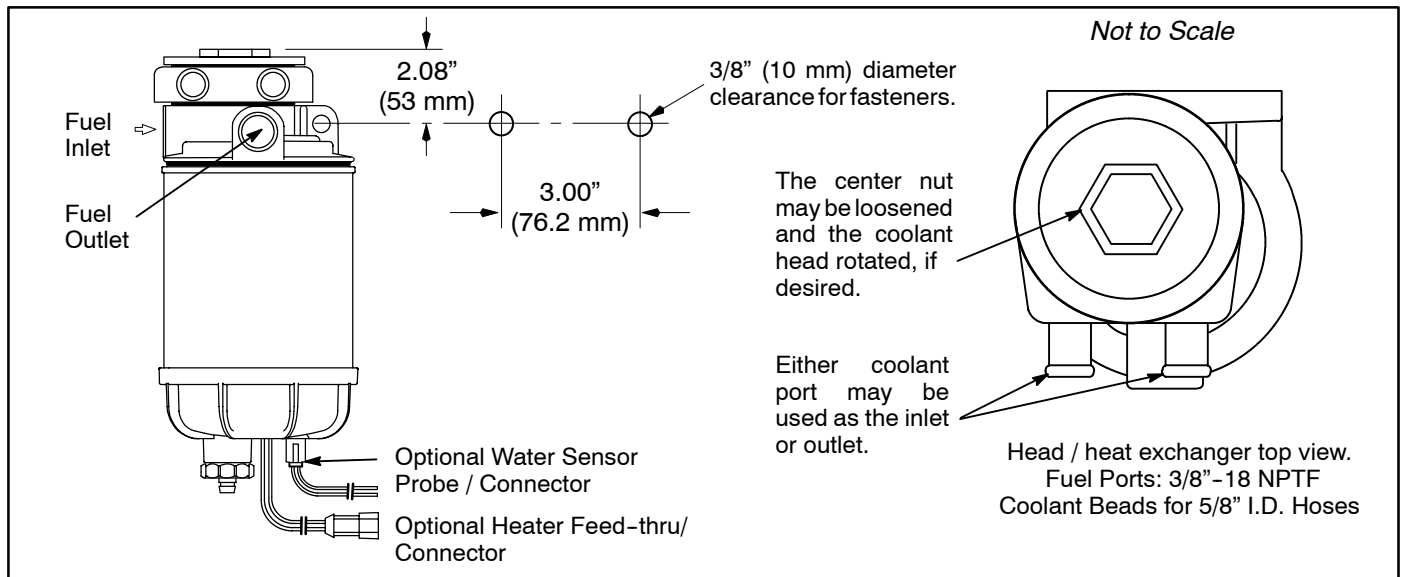 Not to Scale
2.08”
(53 mm)
3/8” (10 mm) diameter
clearance for fasteners.
Fuel
Inlet
Fuel
Outlet
3.00”
(76.2 mm)
The center nut
may be loosened
and the coolant
head rotated, if
desired.
Either coolant
port may be
used as the inlet
or outlet.
Optional Water Sensor
Probe / Connector
Optional Heater Feed-thru/
Connector
Head / heat exchanger top view.
Fuel Ports: 3/8”-18 NPTF
Coolant Beads for 5/8” I.D. Hoses